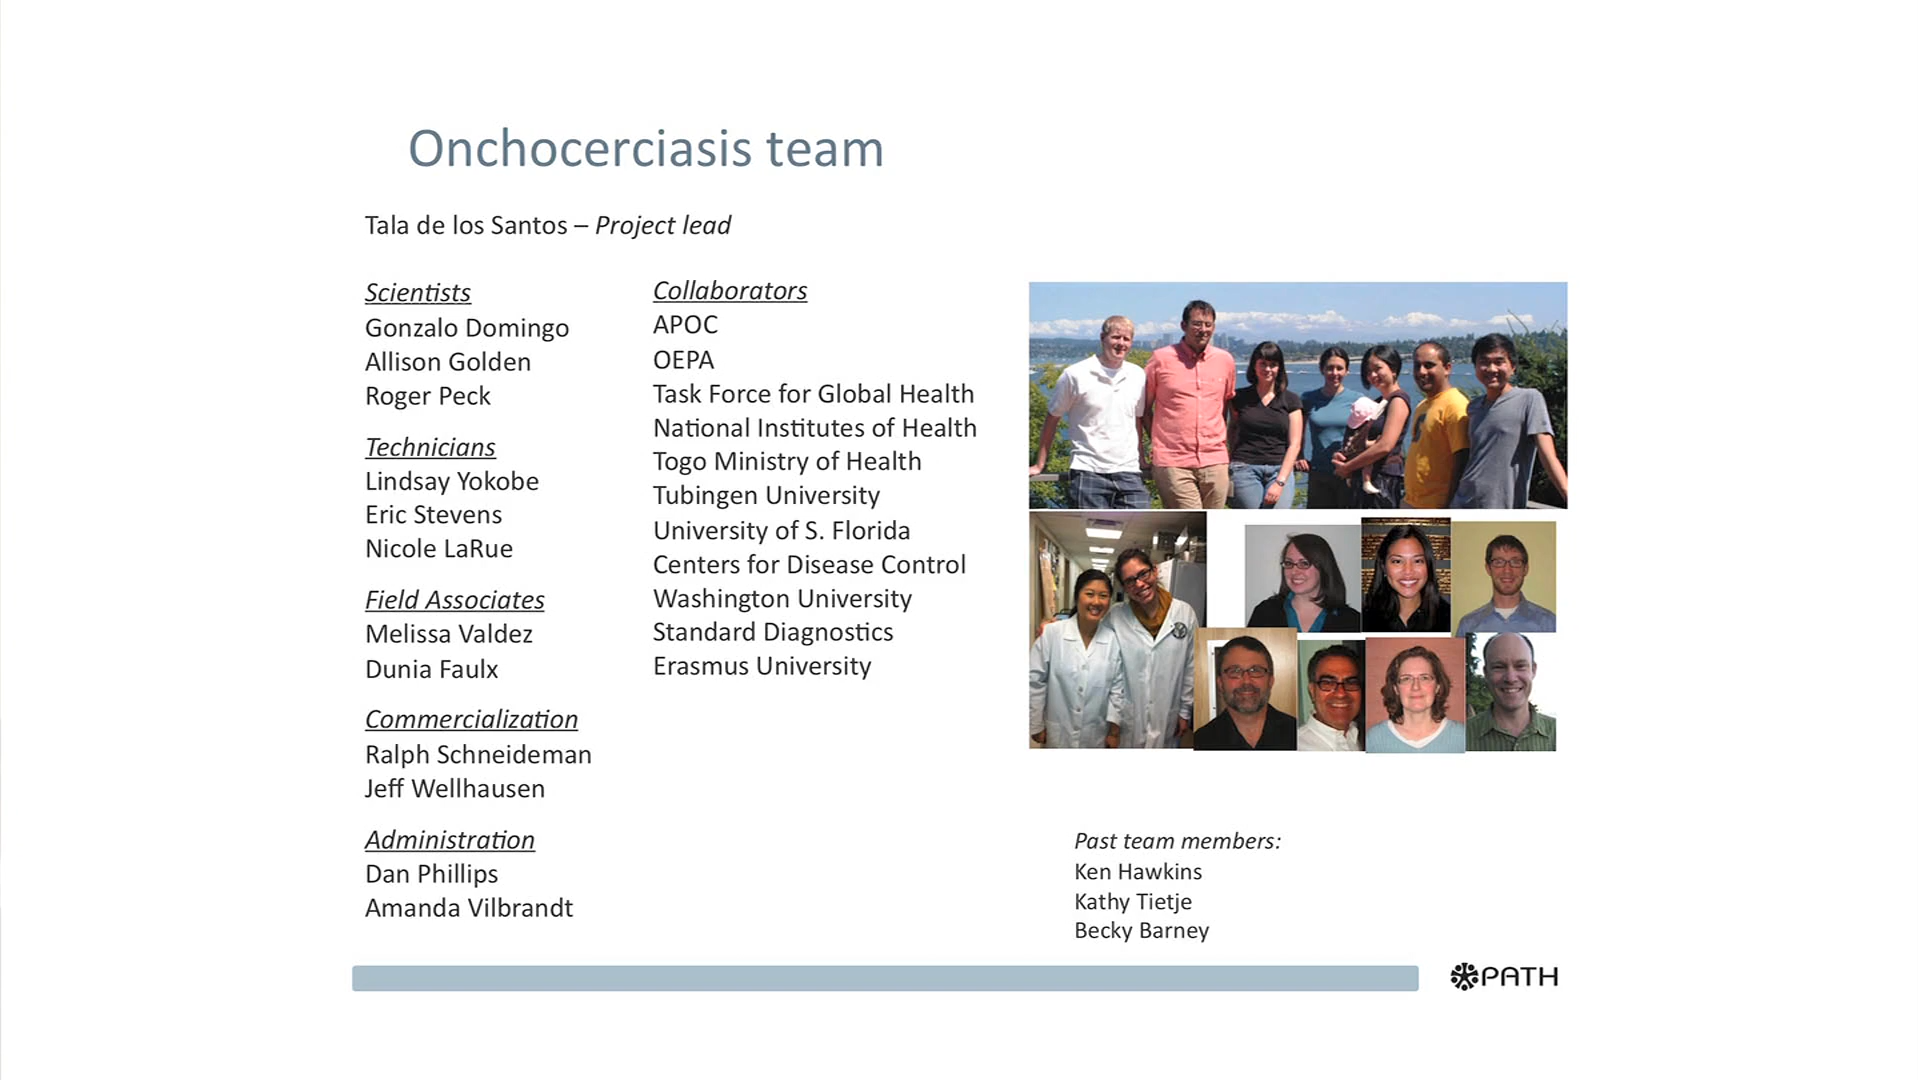 Onchocerciasis team
Tala de los Santos – Project lead
Scientists
Gonzalo Domingo
Allison Golden
Roger Peck
Technicians
Lindsay Yokobe
Eric Stevens
Nicole LaRue
Field Associates
Melissa Valdez
Dunia Faulx
Commercialization
Ralph Schneideman
Jeff Wellhausen
Administration
Dan Phillips
Amanda Vilbrandt
Collaborators
APOC
OEPA
Task Force for Global Health
National Institutes of Health
Togo Ministry of Health
Tubingen University
University of S. Florida
Centers for Disease Control
Washington University
Standard Diagnostics
Erasmus University
Past team members:
Ken Hawkins
Kathy Tietje
Becky Barney
PATH